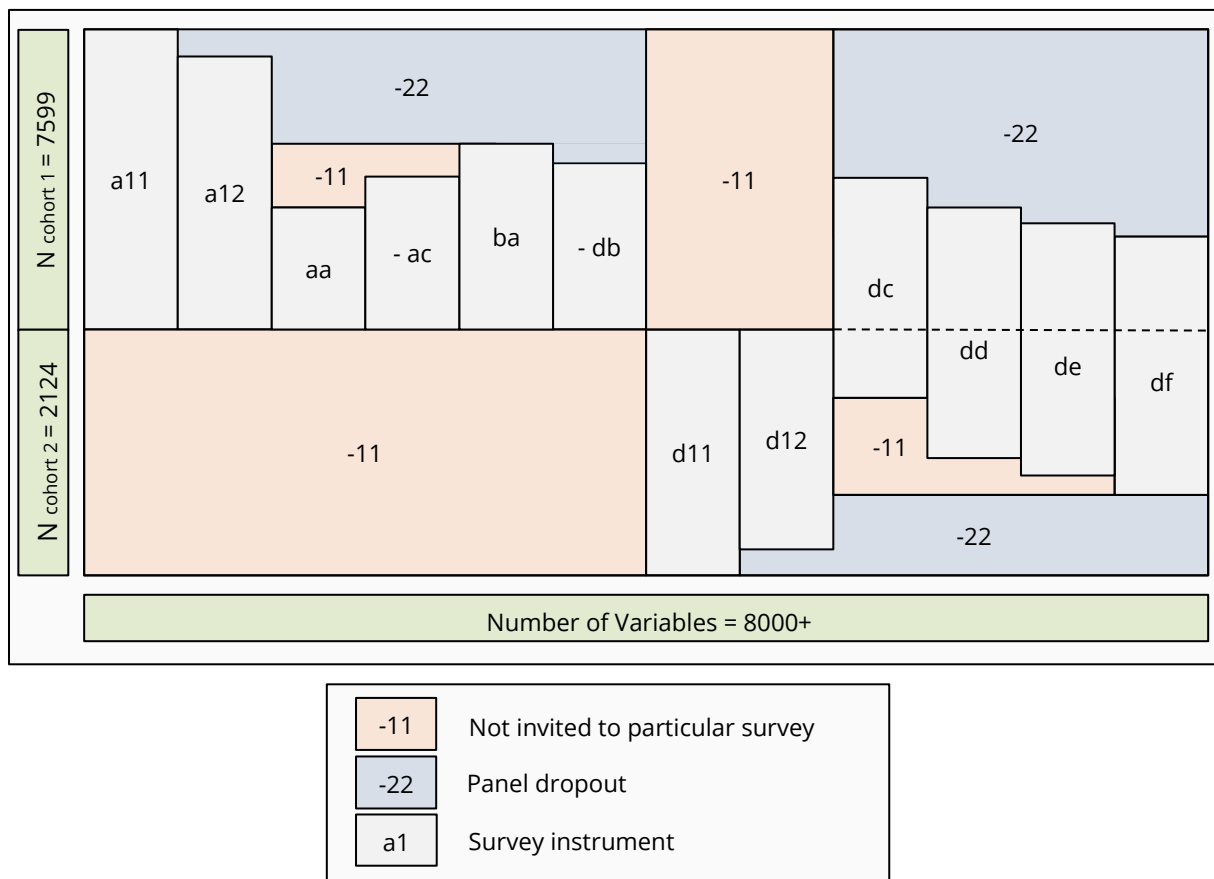 N cohort 1 = 7599
N cohort 2 = 2124
a11
a12
-22
-11
aa
- ac
ba
- db
-11
-22
dc
dd
de
df
-11
d11
d12
-11
-22
Number of Variables = 8000+
-11 Not invited to particular survey
-22 Panel dropout
a1 Survey instrument